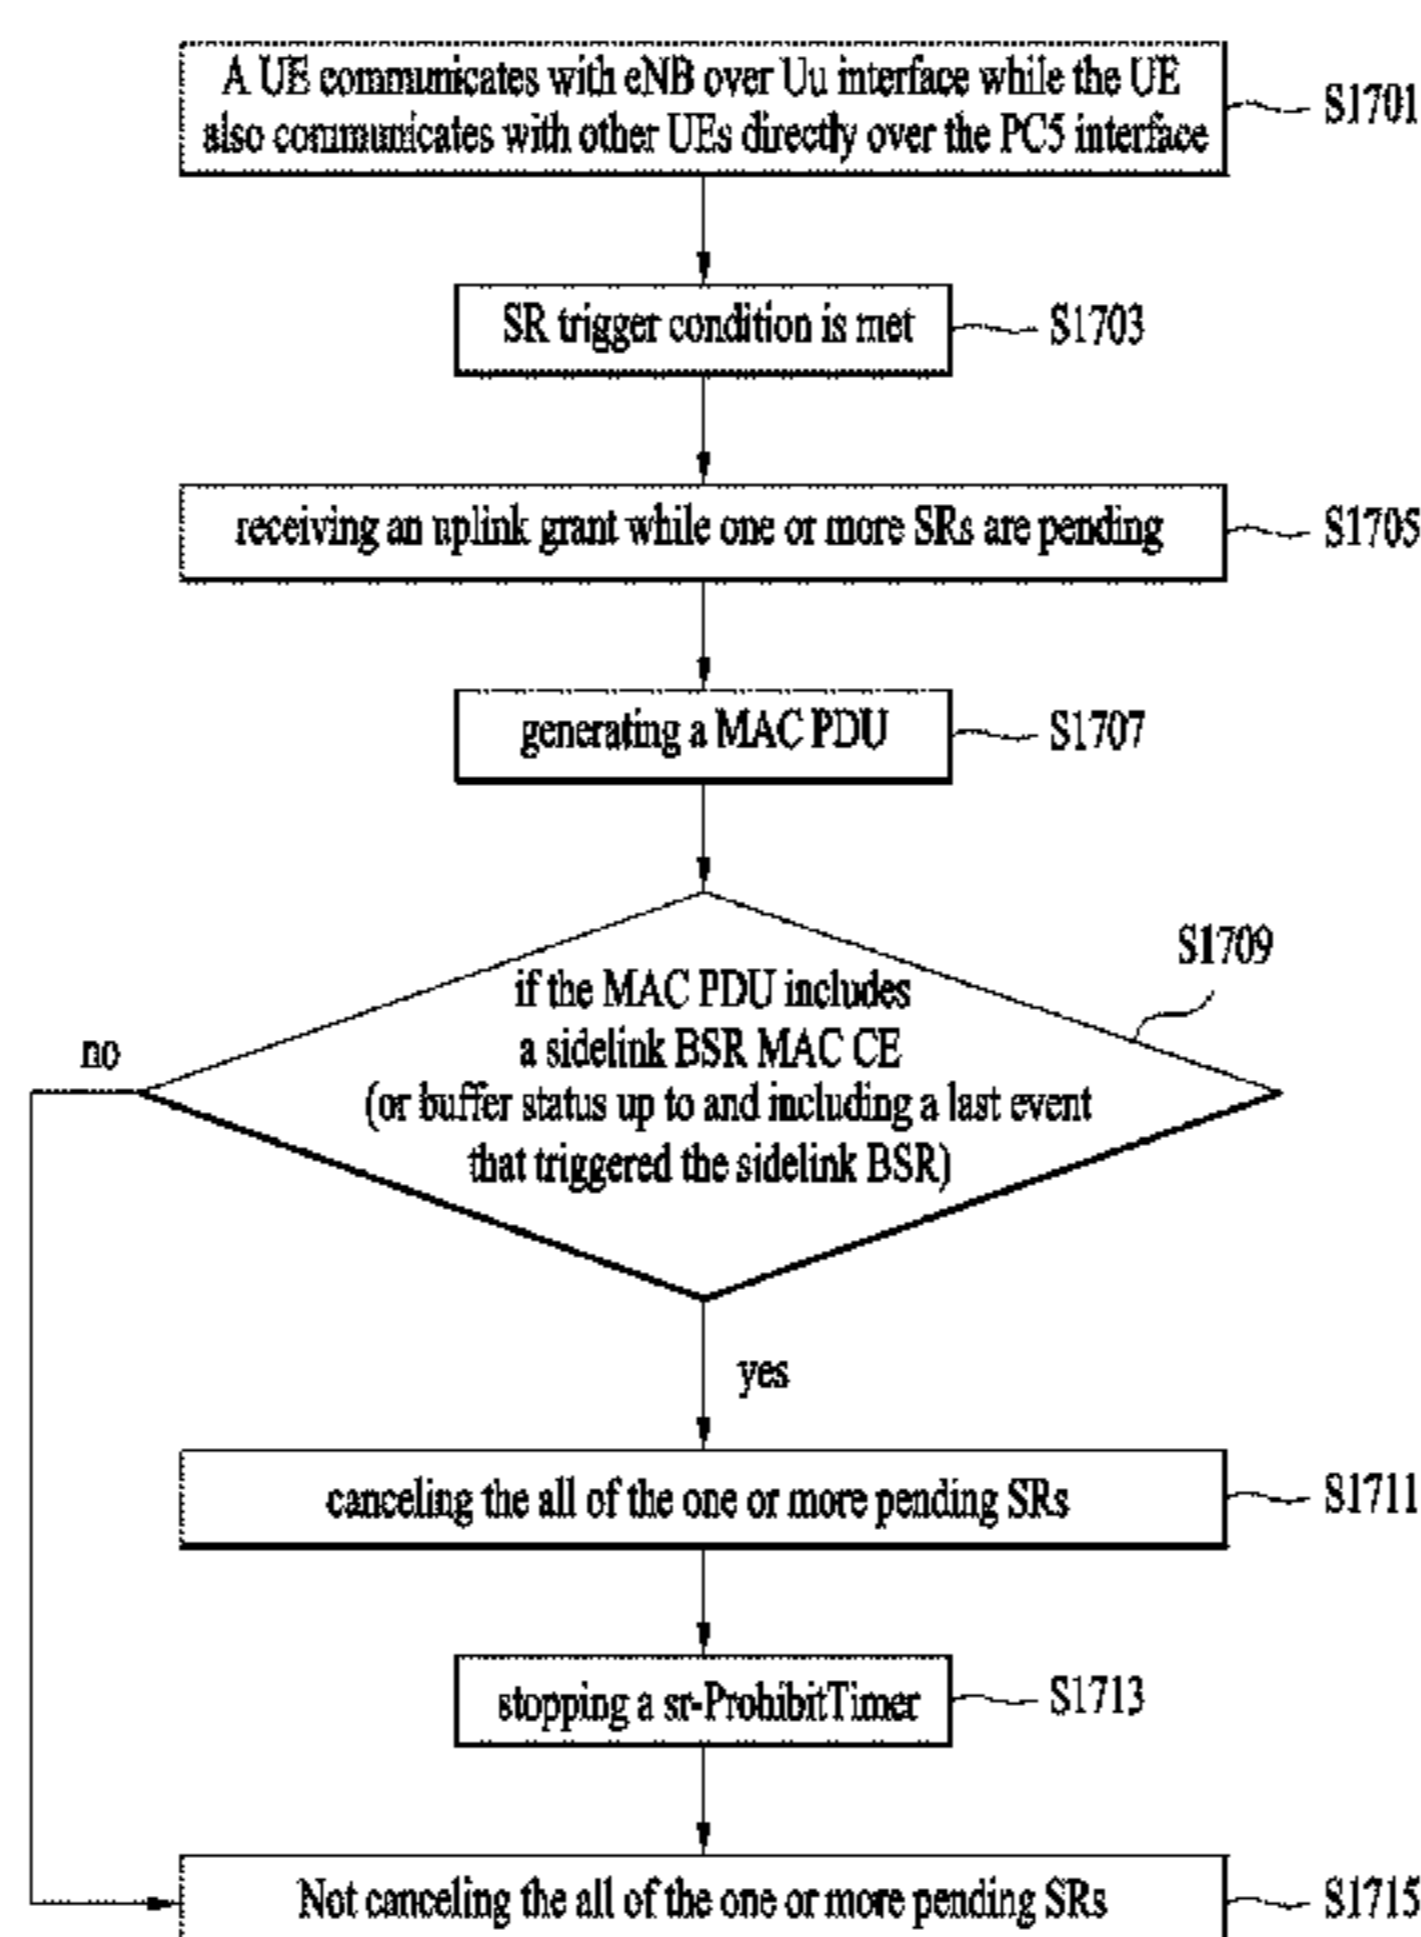 A UE communicates with eNB over Uu interface while the UE
also communicates with other UEs directly over the PC5 interface
S1701
SR trigger condition is met
S1703
receiving an uplink grant while one or more SRs are pending
S1705
generating a MAC PDU
S1707
S1709
if the MAC PDU includes
a sidelink BSR MAC CE
(or buffer status up to and including a last event
that triggered the sidelink BSR)
no
yes
canceling the all of the one or more pending SRs
S1711
stopping a sr-ProhibitTimer
S1713
Not canceling the all of the one or more pending SRs
S1715